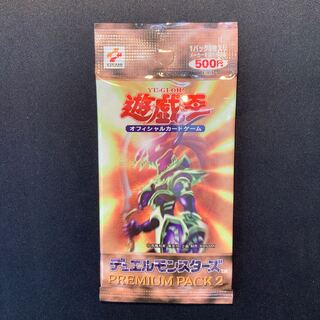 KONAMI
500円
YU-GI-OH!
遊戯王
オフィシャルカードゲーム
デュエルモンスターズ
PREMIUM PACK 2